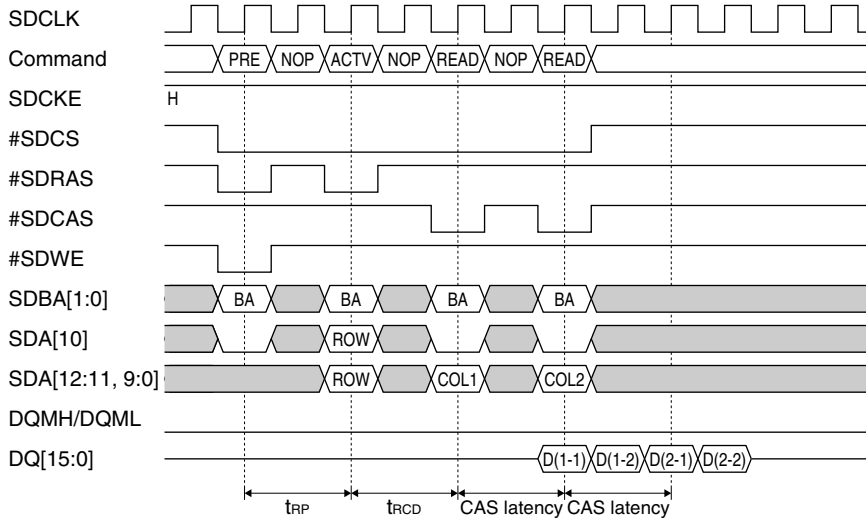 SDCLK
Command PRE NOP ACTV NOP READ NOP READ
SDCKE H
#SDCS
#SDRAS
#SDCAS
#SDWE
SDBA[1:0] BA BA BA BA
SDA[10] ROW
SDA[12:11, 9:0] ROW COL1 COL2
DQMH/DQML
DQ[15:0] D(1-1) D(1-2) D(2-1) D(2-2)
tRP tRCD CAS latency CAS latency